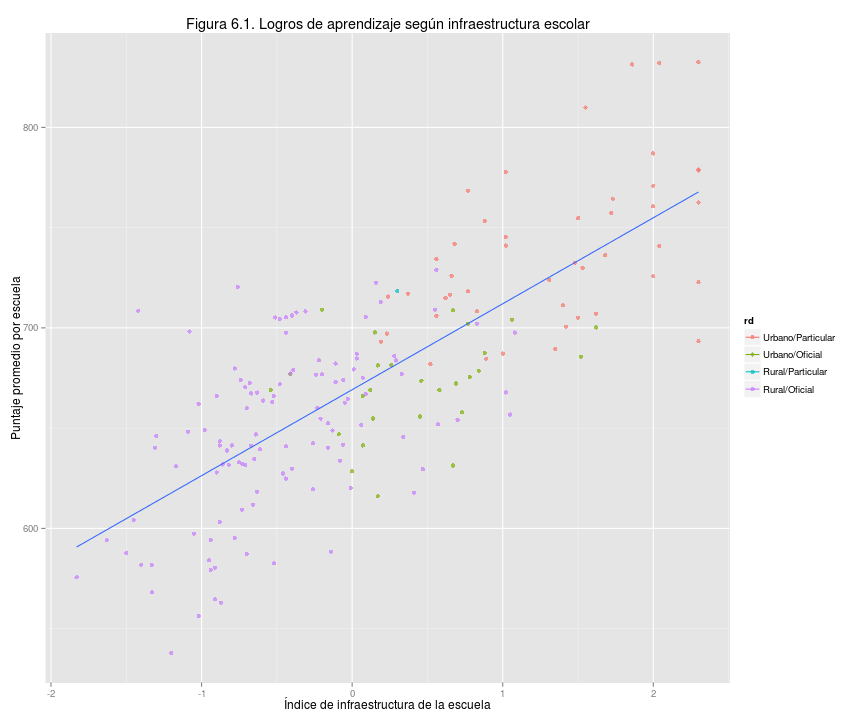 Figura 6.1. Logros de aprendizaje según infraestructura escolar
Puntaje promedio por escuela
800
700
600
-2
-1
0
1
2
Índice de infraestructura de la escuela
rd
Urbano/Particular
Urbano/Oficial
Rural/Particular
Rural/Oficial